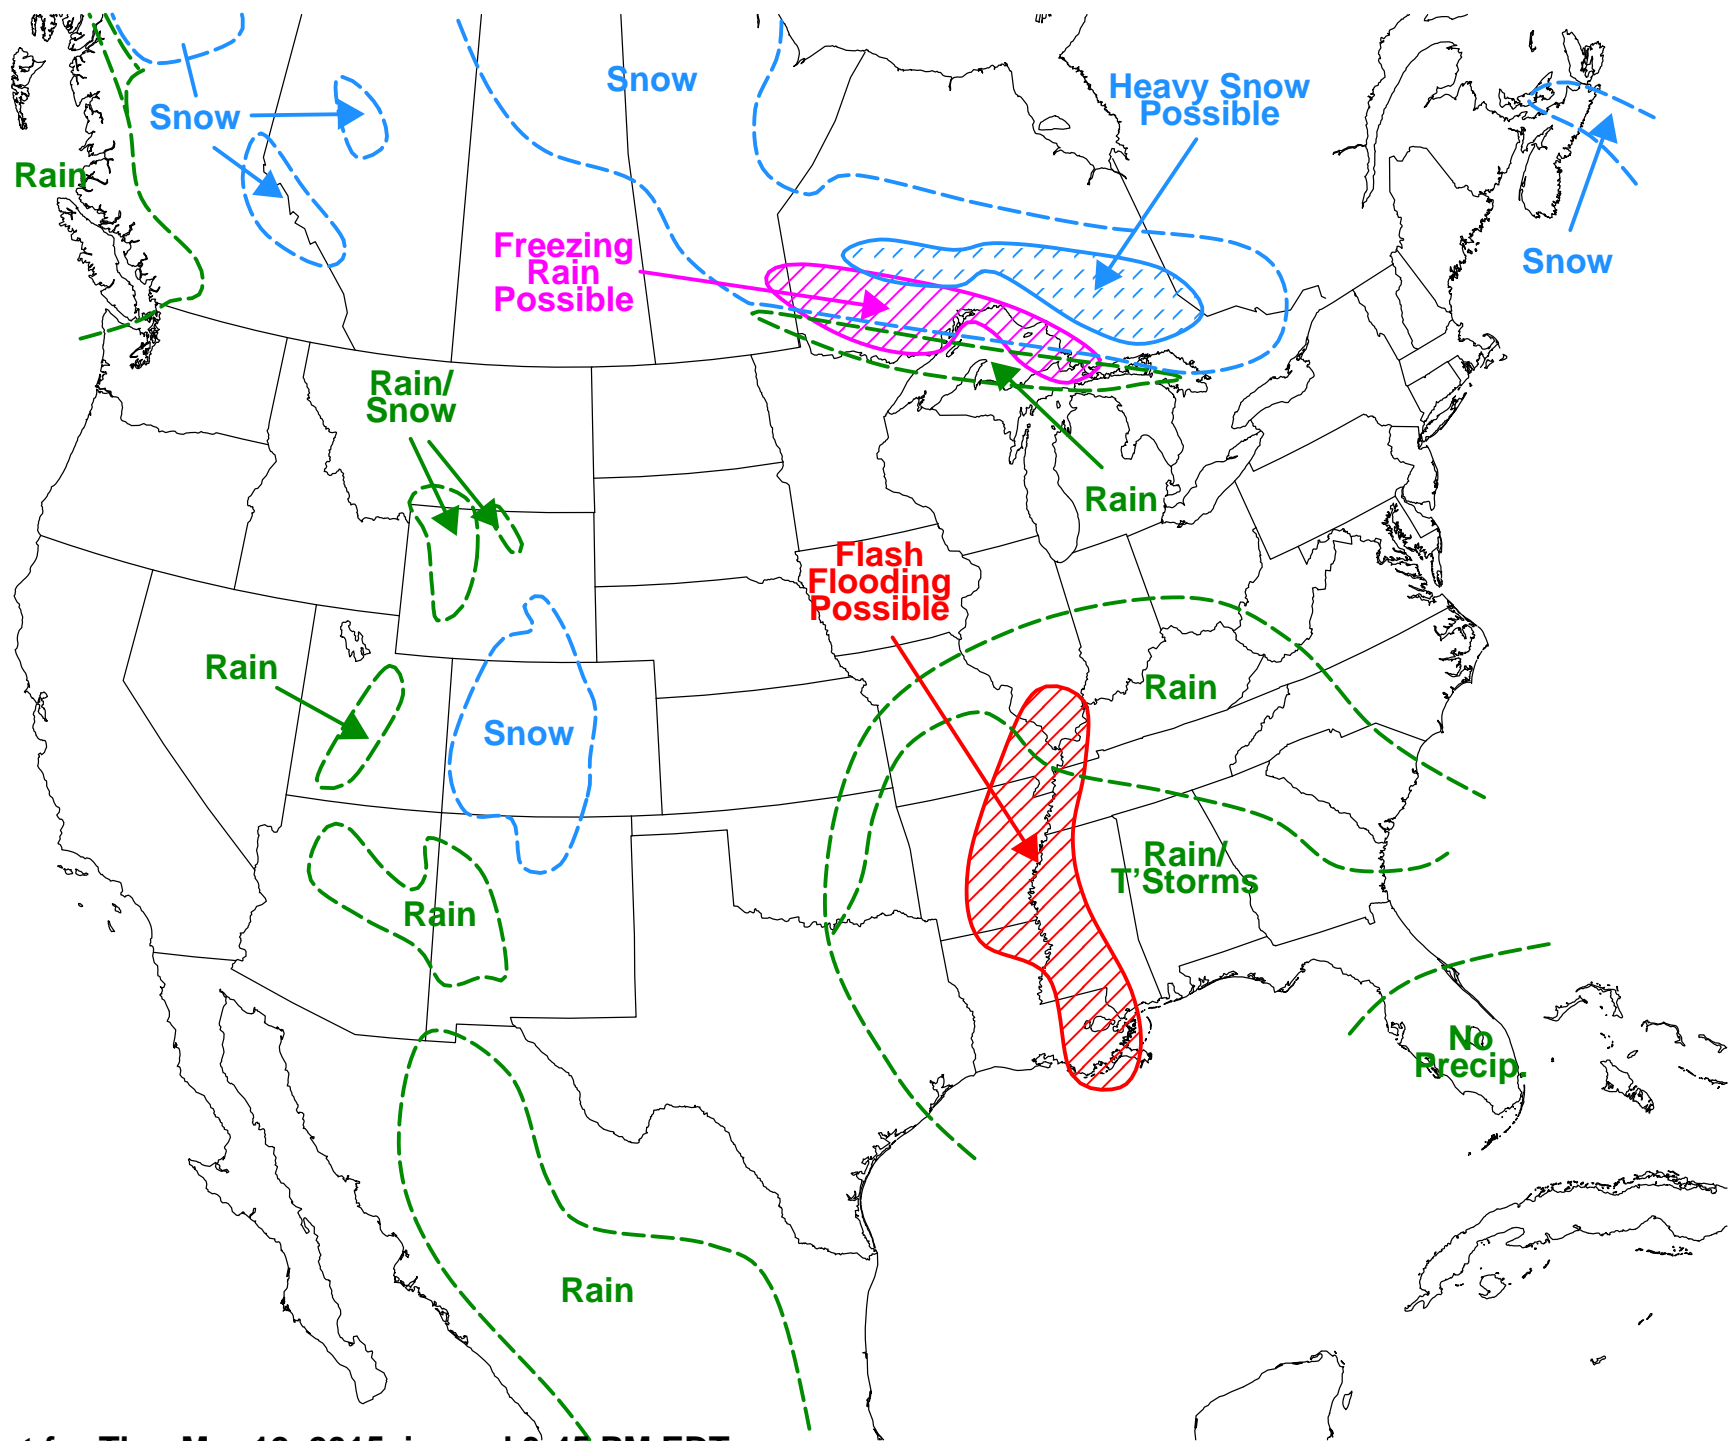 Snow
Heavy Snow
Possible
Snow
Rain
Freezing
Rain
Possible
Snow
Rain/
Snow
Rain
Flash
Flooding
Possible
Rain
Rain
Snow
Rain/
T'Storms
Rain
No
Precip.
Rain